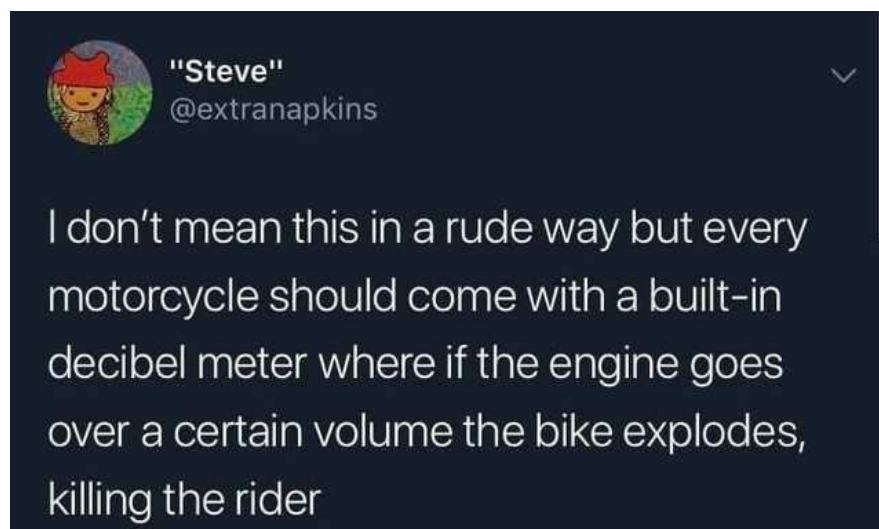 "Steve"
@extranapkins
I don't mean this in a rude way but every
motorcycle should come with a built-in
decibel meter where if the engine goes
over a certain volume the bike explodes,
killing the rider